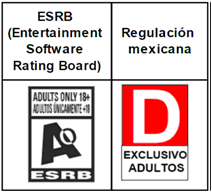 ESRB
(Entertainment
Software
Rating Board)
Regulación
mexicana
ADULTS ONLY 18+
ADULTOS ÚNICAMENTE +18
AO
ESRB
D
EXCLUSIVO
ADULTOS